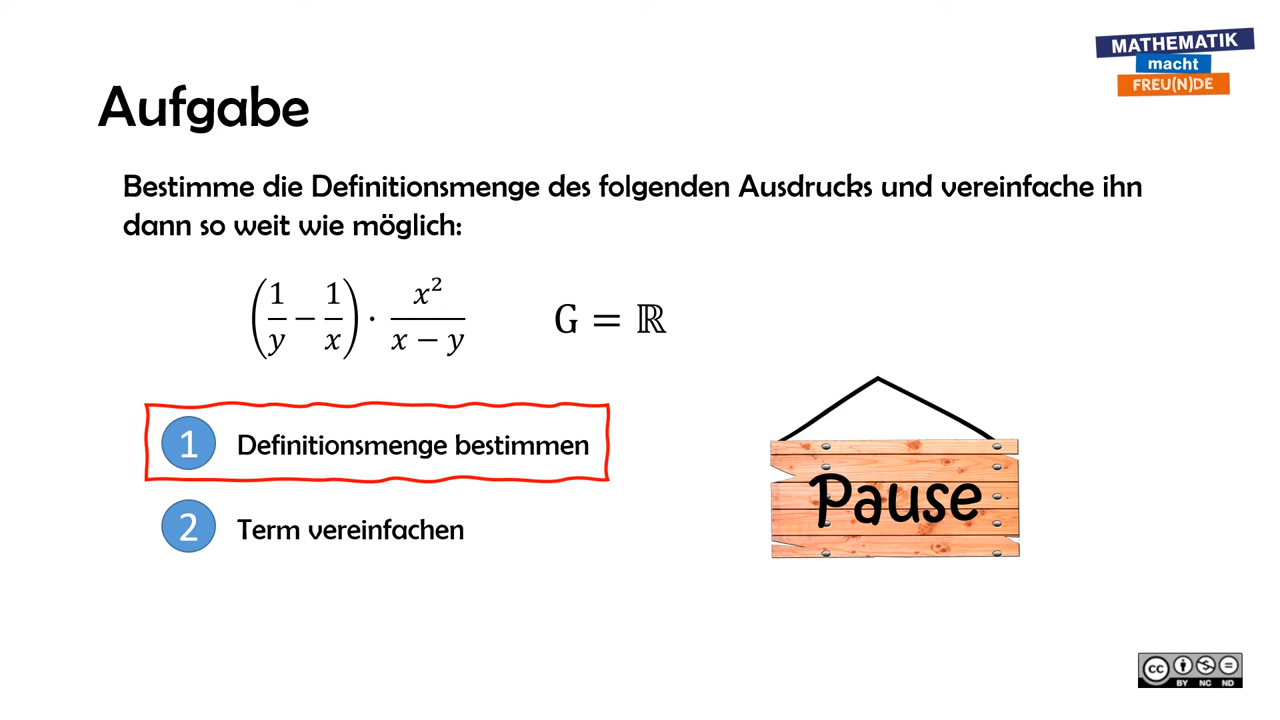 MATHEMATIK
macht
FREU(N)DE
Aufgabe
Bestimme die Definitionsmenge des folgenden Ausdrucks und vereinfache ihn
dann so weit wie möglich:
(1/y − 1/x) · x²/(x − y)    G = ℝ
1 Definitionsmenge bestimmen
2 Term vereinfachen
Pause
cc
BY NC ND